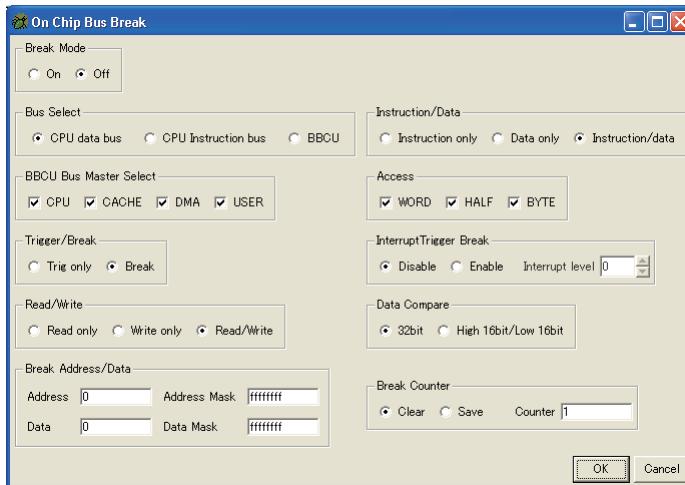 On Chip Bus Break
Break Mode
On Off
Bus Select
CPU data bus CPU Instruction bus BBCU
Instruction/Data
Instruction only Data only Instruction/data
BBCU Bus Master Select
CPU CACHE DMA USER
Access
WORD HALF BYTE
Trigger/Break
Trig only Break
InterruptTrigger Break
Disable Enable Interrupt level 0
Read/Write
Read only Write only Read/Write
Data Compare
32bit High 16bit/Low 16bit
Break Address/Data
Address 0 Address Mask ffffffff
Data 0 Data Mask ffffffff
Break Counter
Clear Save Counter 1
OK Cancel